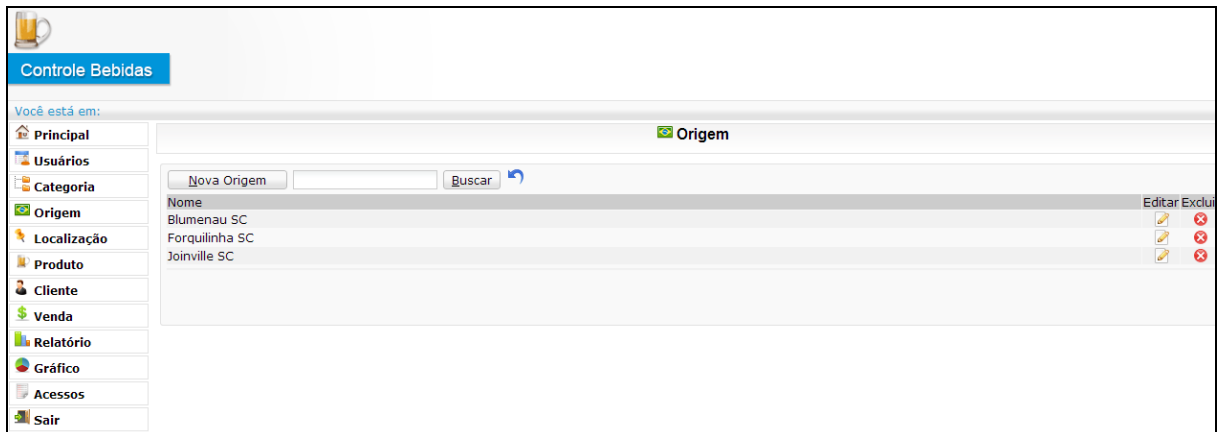 Controle Bebidas
Você está em:
Principal
Usuários
Categoria
Origem
Localização
Produto
Cliente
Venda
Relatório
Gráfico
Acessos
Sair
Origem
Nova Origem Buscar
Nome Editar Exclui
Blumenau SC
Forquilinha SC
Joinville SC